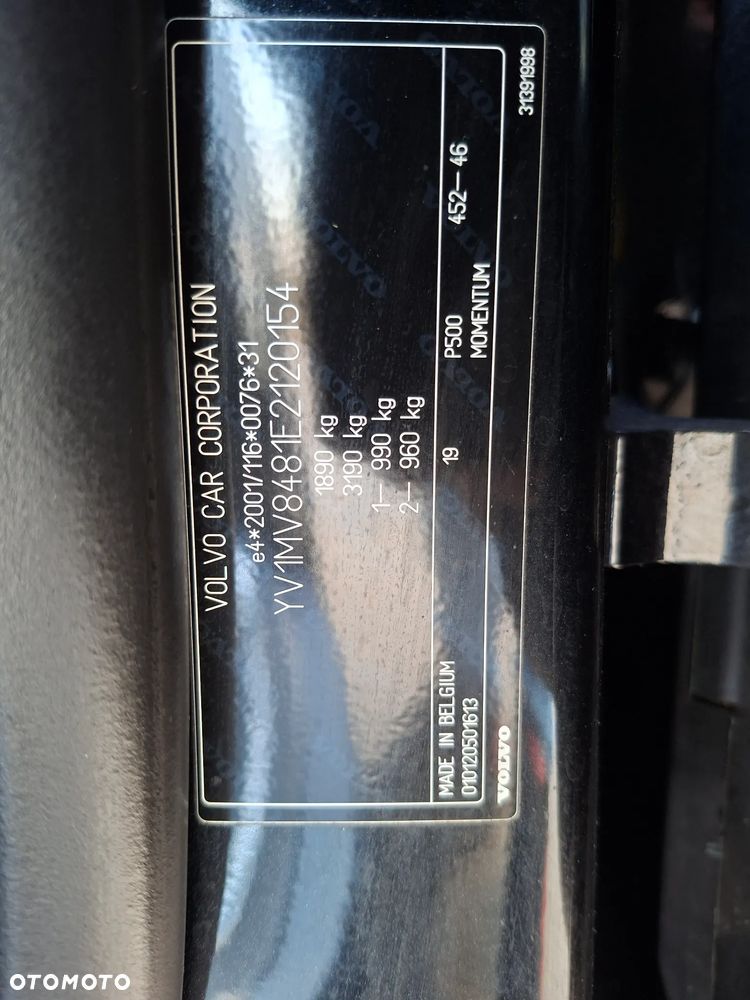 VOLVO CAR CORPORATION
e4*2001/116*0076*31
YV1MV8481E2120154
1890 kg
3190 kg
1— 990 kg
2— 960 kg
MADE IN BELGIUM 19 P500 452—46
010120501613 MOMENTUM
VOLVO 31391998
OTOMOTO